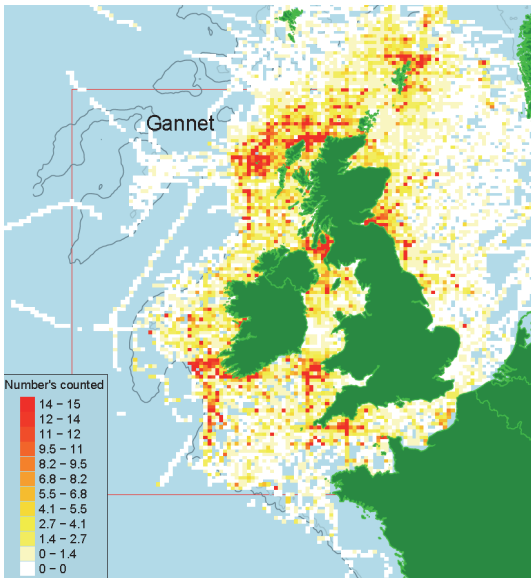 Gannet
Number's counted
14 – 15
12 – 14
11 – 12
9.5 – 11
8.2 – 9.5
6.8 – 8.2
5.5 – 6.8
4.1 – 5.5
2.7 – 4.1
1.4 – 2.7
0 – 1.4
0 – 0